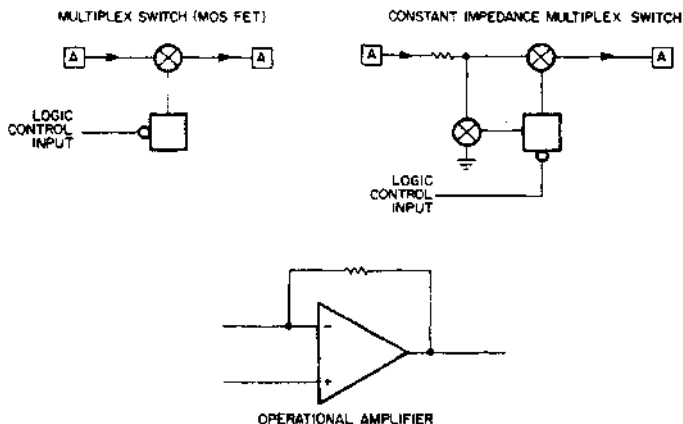 MULTIPLEX SWITCH (MOS FET)
A
A
LOGIC
CONTROL
INPUT
CONSTANT IMPEDANCE MULTIPLEX SWITCH
A
A
LOGIC
CONTROL
INPUT
-
+
OPERATIONAL AMPLIFIER